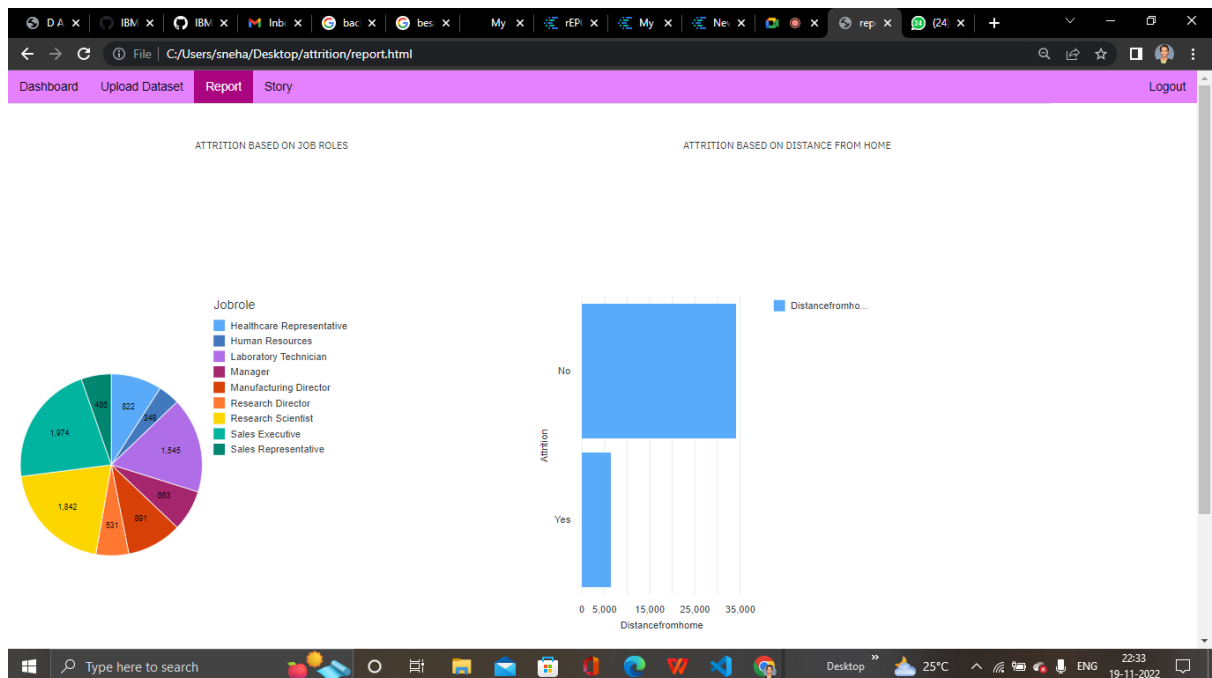 D A
IBM
IBM
M Inb
bac
bes
My
rEP(
My
Nev
rep
24 (24)
File C:/Users/sneha/Desktop/attrition/report.html
Dashboard Upload Dataset Report Story Logout
ATTRITION BASED ON JOB ROLES
ATTRITION BASED ON DISTANCE FROM HOME
Jobrole
Healthcare Representative
Human Resources
Laboratory Technician
Manager
Manufacturing Director
Research Director
Research Scientist
Sales Executive
Sales Representative
486
822
348
1,974
1,545
663
1,842
531
891
Distancefromho...
No
Attrition
Yes
0 5,000 15,000 25,000 35,000
Distancefromhome
Type here to search
Desktop
25°C
ENG
22:33
19-11-2022